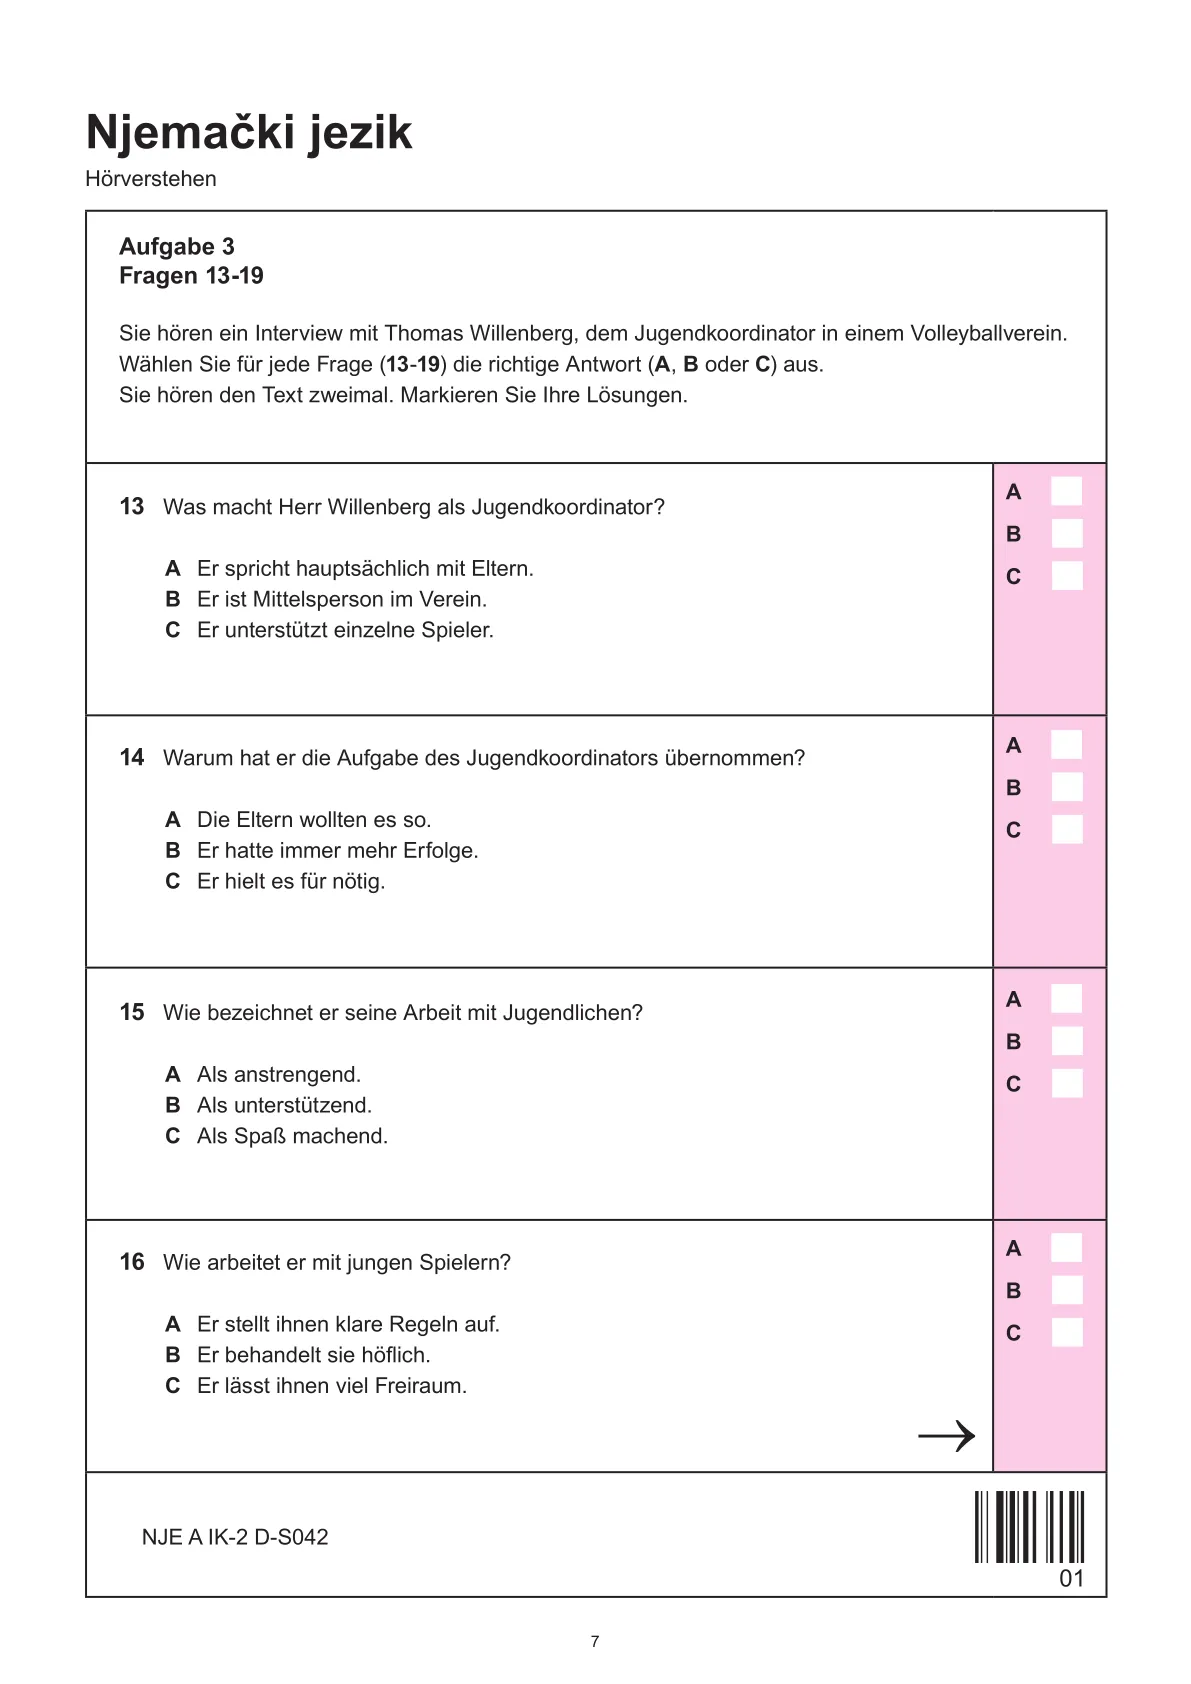 Njemački jezik
Hörverstehen
Aufgabe 3
Fragen 13-19
Sie hören ein Interview mit Thomas Willenberg, dem Jugendkoordinator in einem Volleyballverein.
Wählen Sie für jede Frage (13-19) die richtige Antwort (A, B oder C) aus.
Sie hören den Text zweimal. Markieren Sie Ihre Lösungen.
13 Was macht Herr Willenberg als Jugendkoordinator?
A Er spricht hauptsächlich mit Eltern.
B Er ist Mittelsperson im Verein.
C Er unterstützt einzelne Spieler.
A
B
C
14 Warum hat er die Aufgabe des Jugendkoordinators übernommen?
A Die Eltern wollten es so.
B Er hatte immer mehr Erfolge.
C Er hielt es für nötig.
A
B
C
15 Wie bezeichnet er seine Arbeit mit Jugendlichen?
A Als anstrengend.
B Als unterstützend.
C Als Spaß machend.
A
B
C
16 Wie arbeitet er mit jungen Spielern?
A Er stellt ihnen klare Regeln auf.
B Er behandelt sie höflich.
C Er lässt ihnen viel Freiraum.
A
B
C
NJE A IK-2 D-S042
01
7